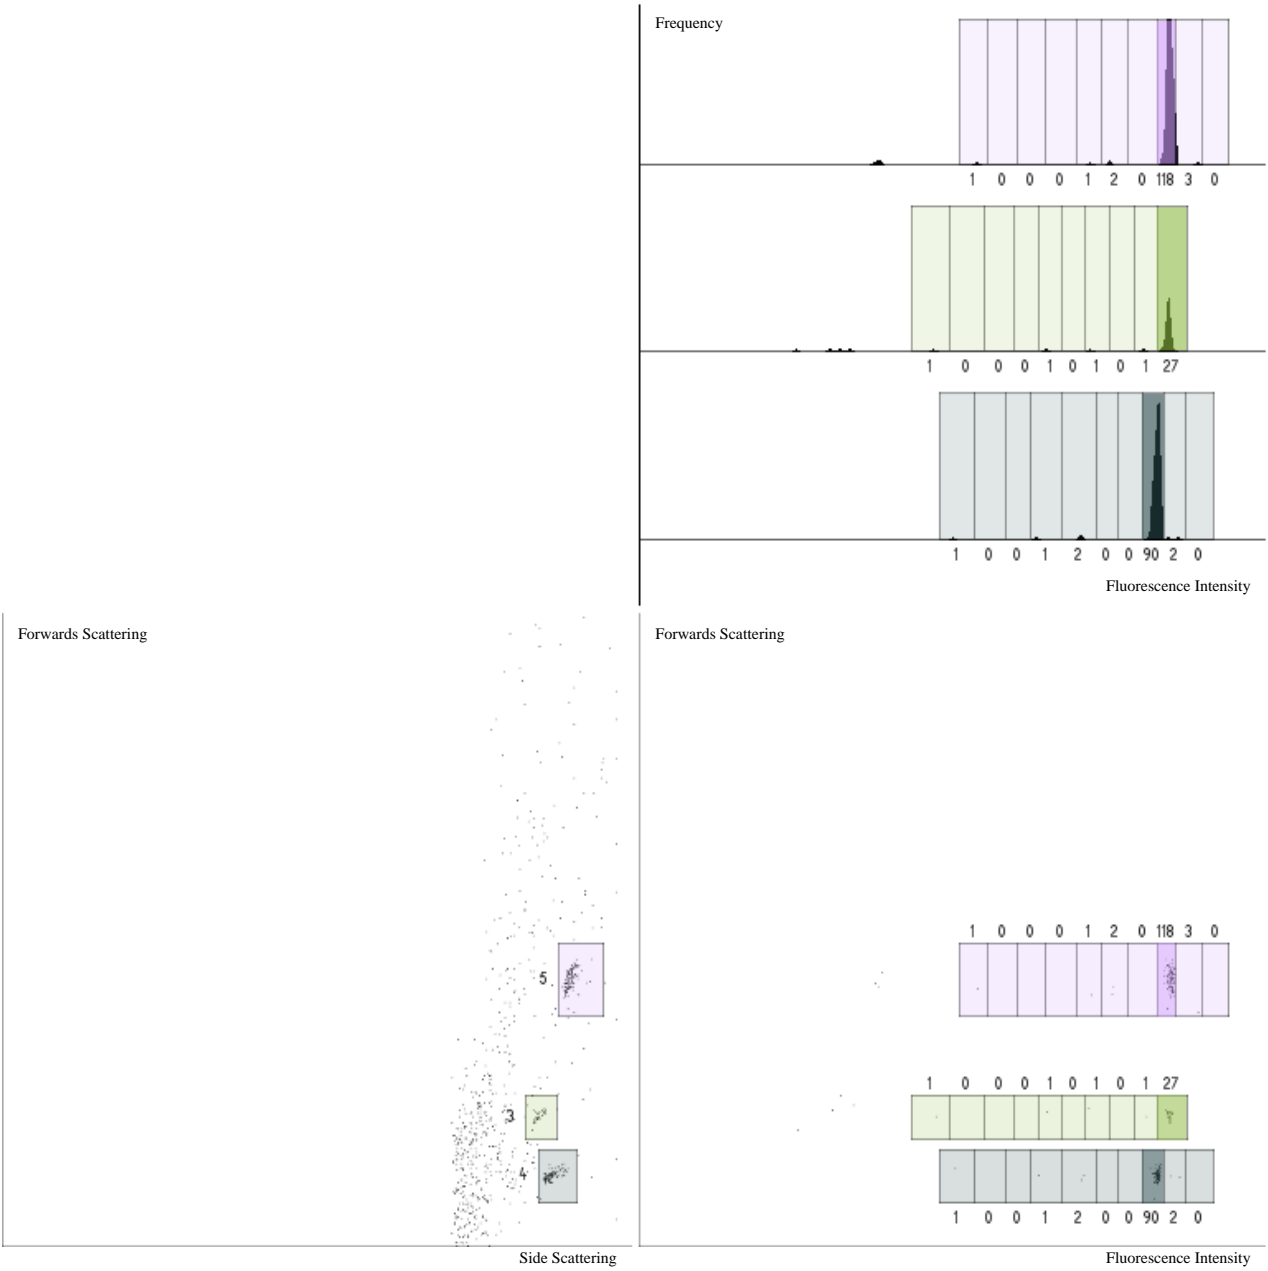 Frequency
1 0 0 0 1 2 0 118 3 0
1 0 0 0 1 0 1 0 1 27
1 0 0 1 2 0 0 90 2 0
Fluorescence Intensity
Forwards Scattering
5
3
4
Side Scattering
Forwards Scattering
1 0 0 0 1 2 0 118 3 0
1 0 0 0 1 0 1 0 1 27
1 0 0 1 2 0 0 90 2 0
Fluorescence Intensity